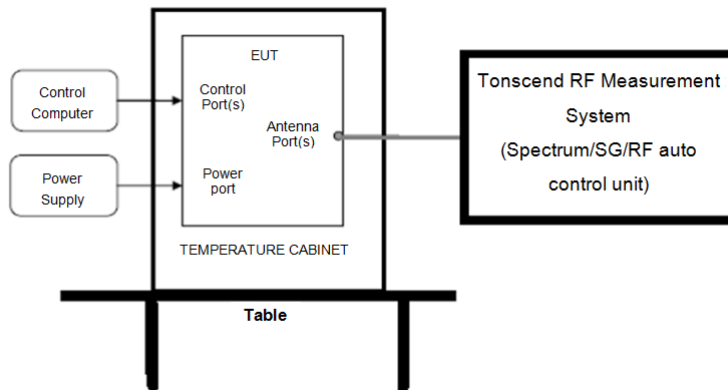 EUT
Control
Computer
Control
Port(s)
Antenna
Port(s)
Power
Supply
Power
port
TEMPERATURE CABINET
Table
Tonscend RF Measurement
System
(Spectrum/SG/RF auto
control unit)